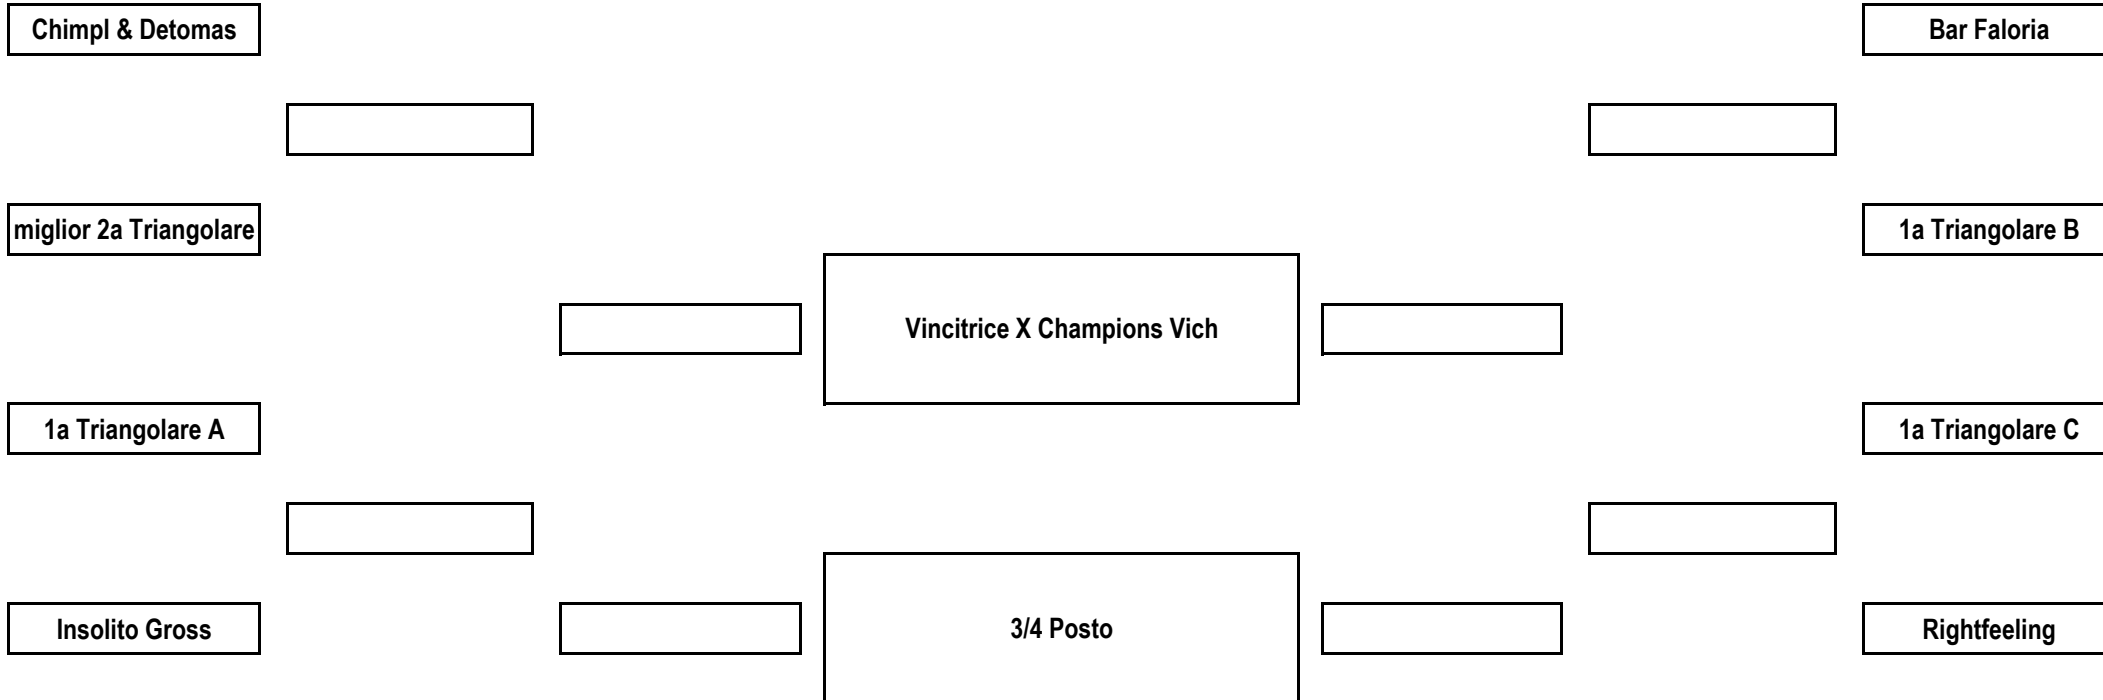 Chimpl & Detomas
Bar Faloria
miglior 2a Triangolare
1a Triangolare B
Vincitrice X Champions Vich
1a Triangolare A
1a Triangolare C
Insolito Gross
3/4 Posto
Rightfeeling